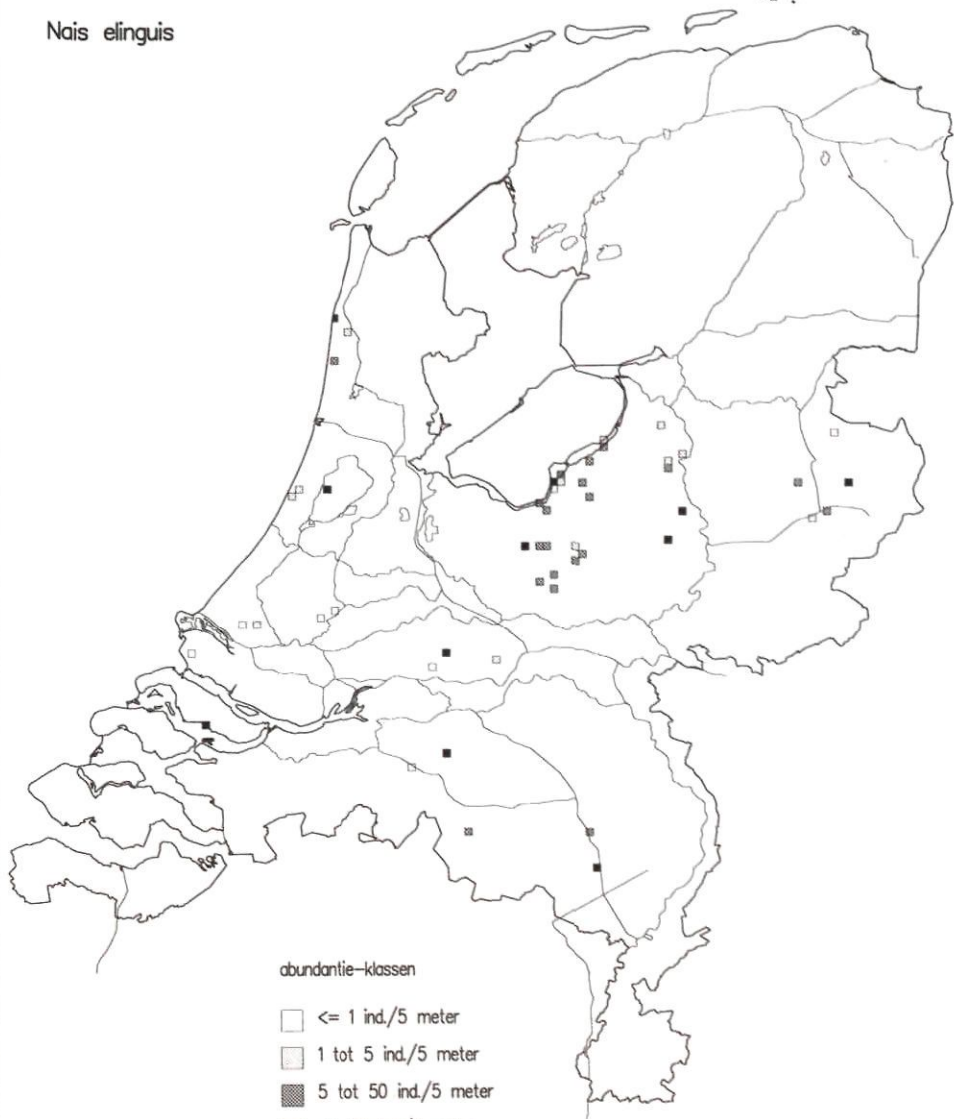 Nais elinguis
abundantie-klassen
<= 1 ind./5 meter
1 tot 5 ind./5 meter
5 tot 50 ind./5 meter